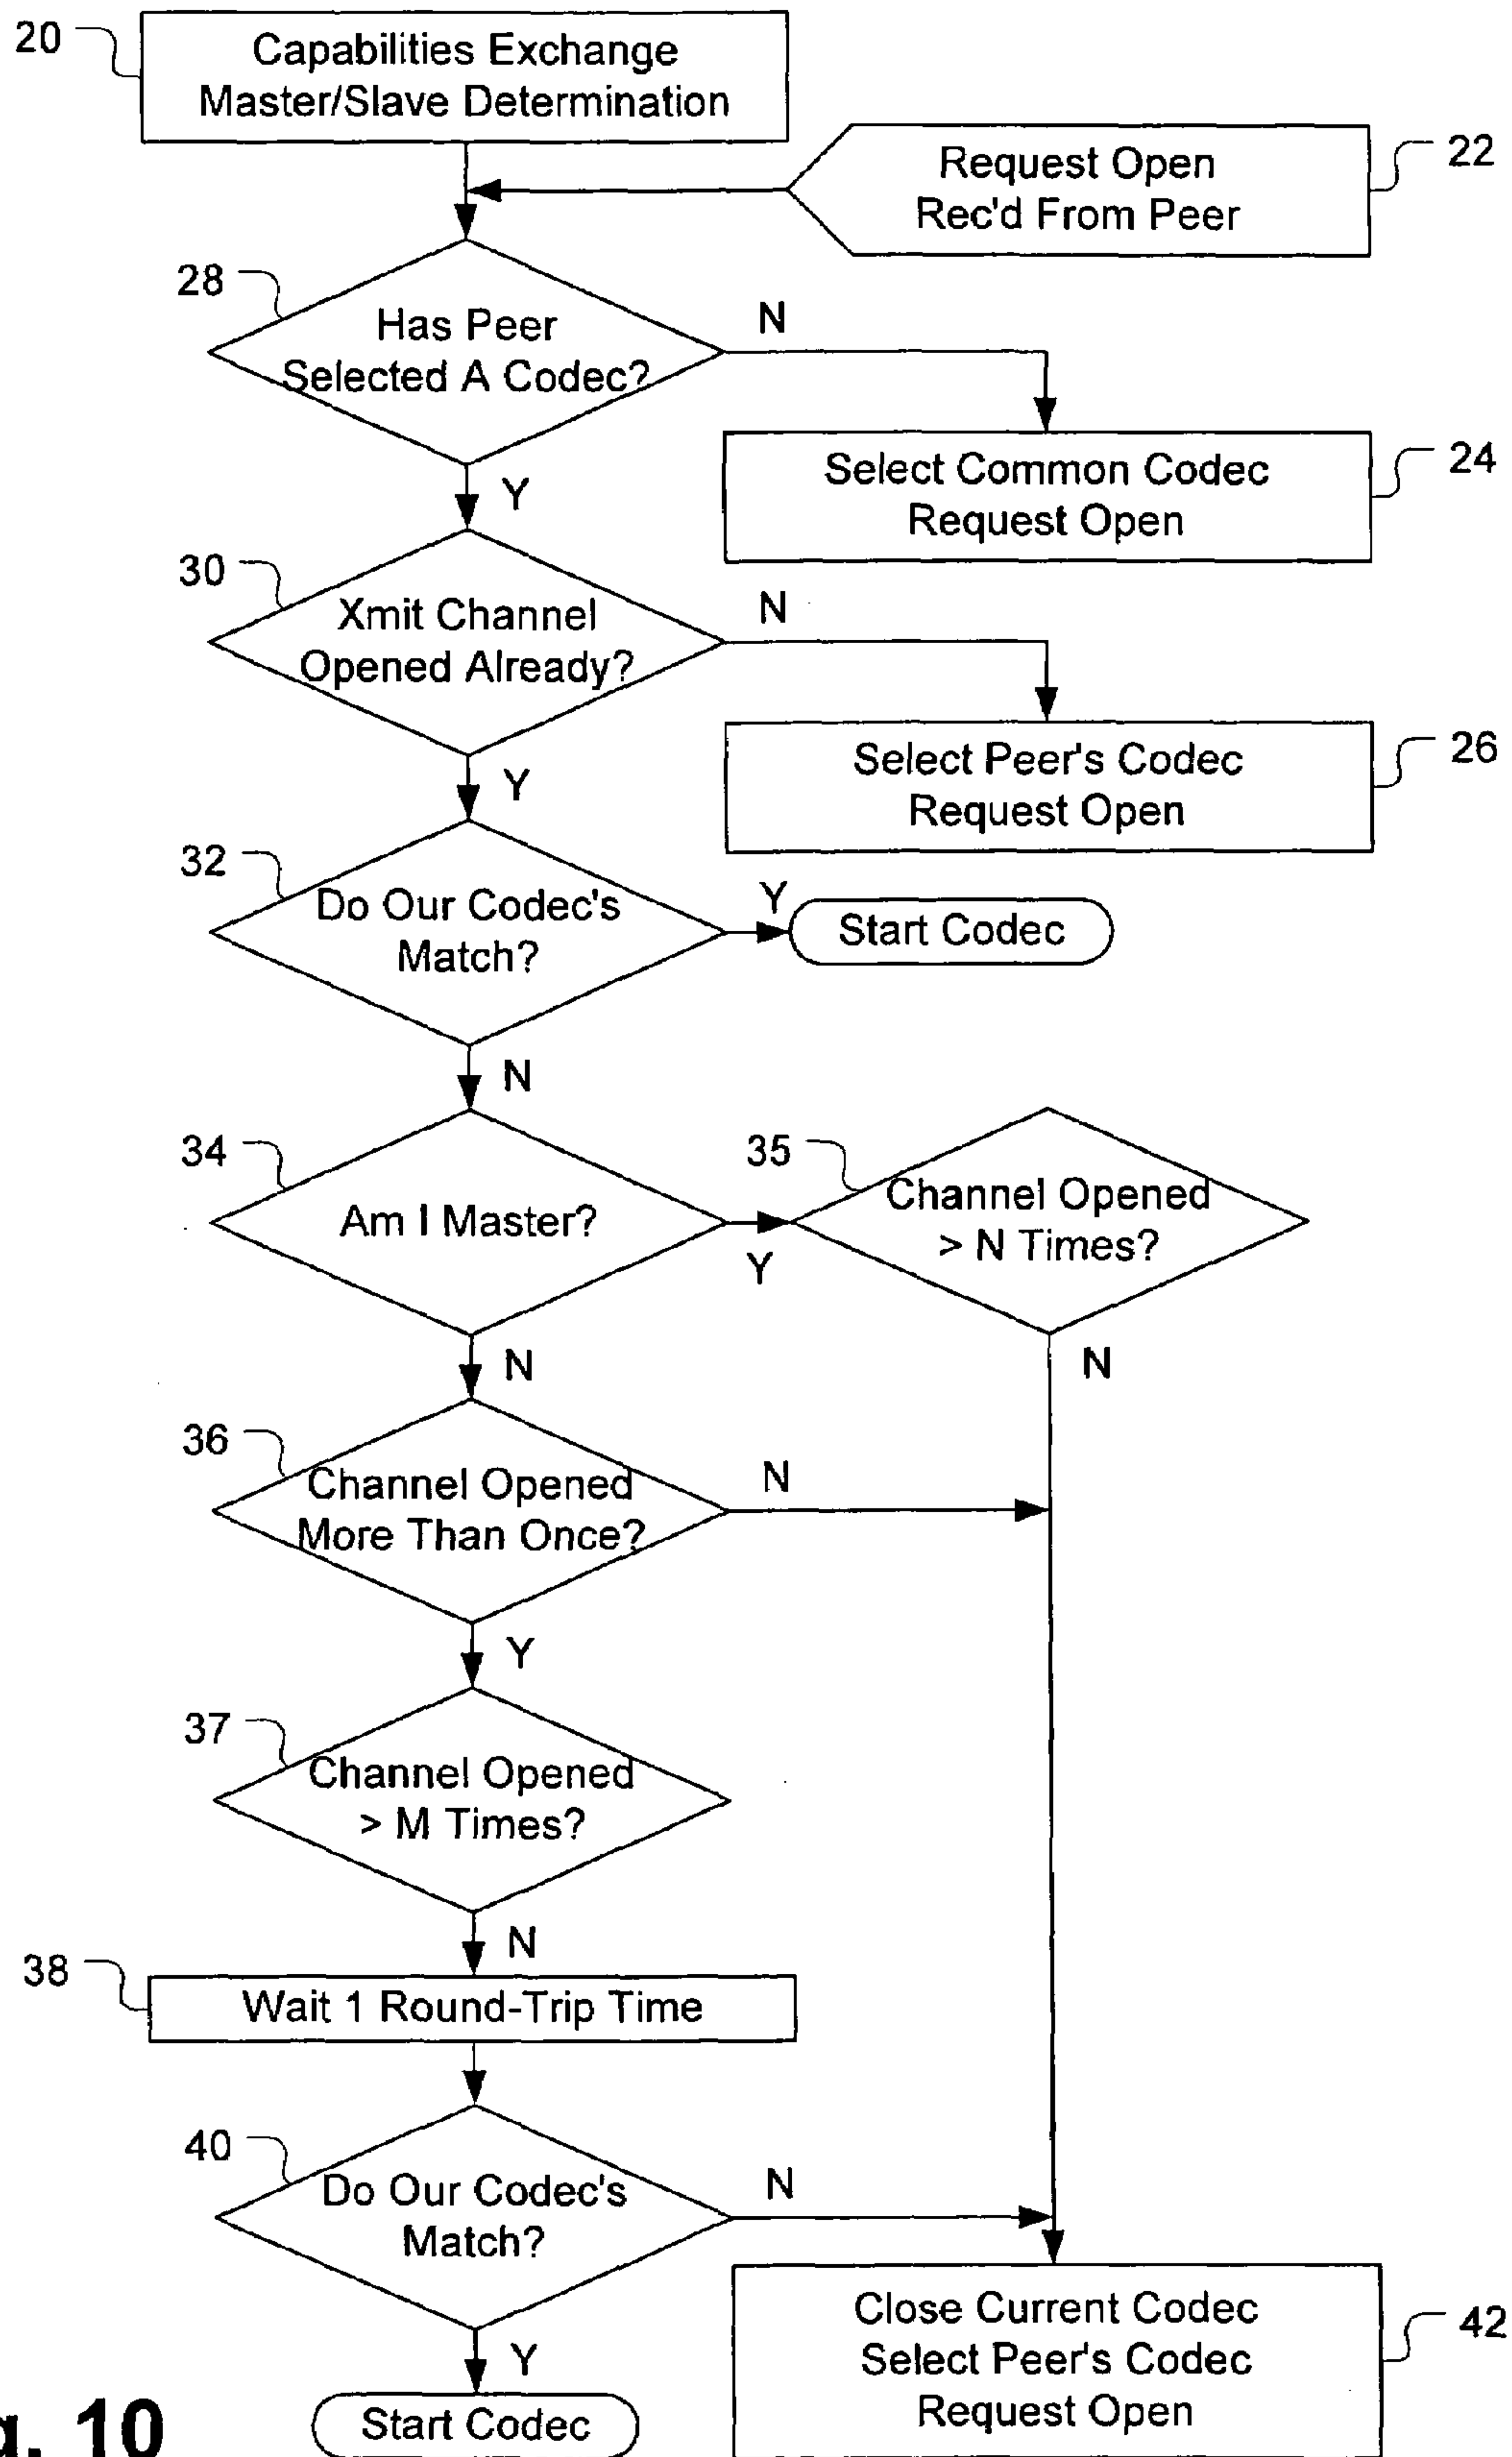 20
Capabilities Exchange
Master/Slave Determination
22
Request Open
Rec'd From Peer
28
Has Peer
Selected A Codec?
N
Y
24
Select Common Codec
Request Open
30
Xmit Channel
Opened Already?
N
Y
26
Select Peer's Codec
Request Open
32
Do Our Codec's
Match?
Y
Start Codec
N
34
Am I Master?
Y
35
Channel Opened
> N Times?
N
N
36
Channel Opened
More Than Once?
N
Y
37
Channel Opened
> M Times?
N
38
Wait 1 Round-Trip Time
40
Do Our Codec's
Match?
N
Y
Start Codec
42
Close Current Codec
Select Peer's Codec
Request Open
g. 10